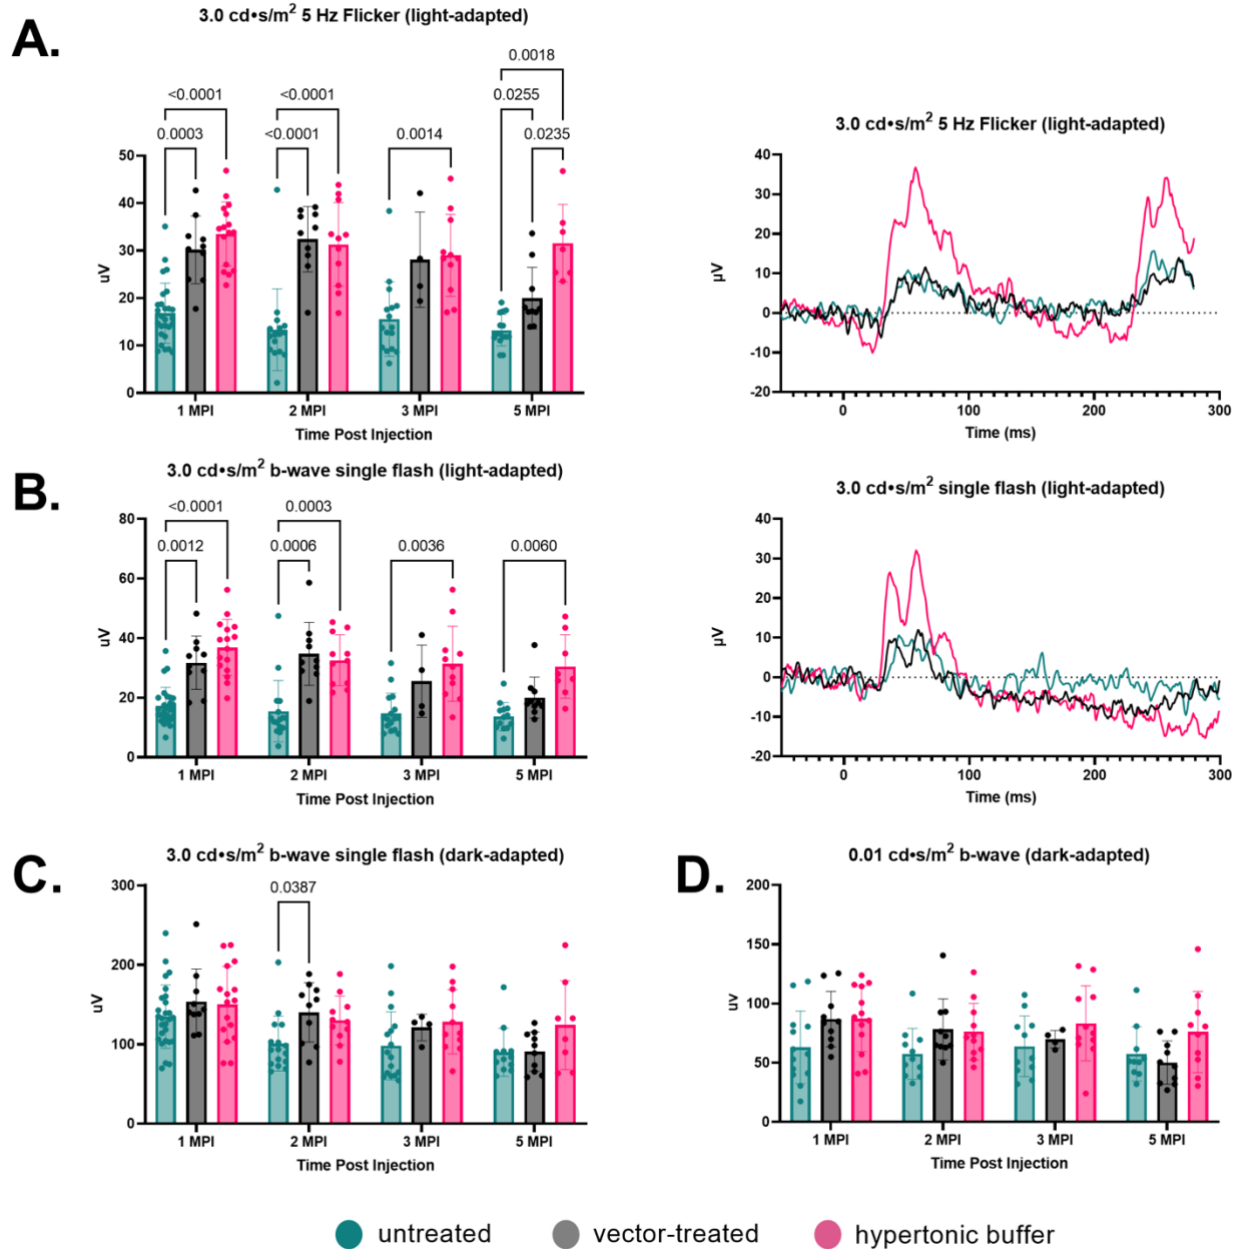 A.
3.0 cd•s/m² 5 Hz Flicker (light-adapted)
0.0018
<0.0001
<0.0001
0.0255
0.0003
<0.0001
0.0014
0.0235
50
40
30
20
10
0
uV
1 MPI
2 MPI
3 MPI
5 MPI
Time Post Injection
3.0 cd•s/m² 5 Hz Flicker (light-adapted)
40
30
20
10
0
-10
-20
µV
0
100
200
300
Time (ms)
B.
3.0 cd•s/m² b-wave single flash (light-adapted)
<0.0001
0.0003
0.0012
0.0006
0.0036
0.0060
80
60
40
20
0
uV
1 MPI
2 MPI
3 MPI
5 MPI
Time Post Injection
3.0 cd•s/m² single flash (light-adapted)
40
30
20
10
0
-10
-20
µV
0
100
200
300
Time (ms)
C.
3.0 cd•s/m² b-wave single flash (dark-adapted)
0.0387
300
200
100
0
uV
1 MPI
2 MPI
3 MPI
5 MPI
Time Post Injection
D.
0.01 cd•s/m² b-wave (dark-adapted)
200
150
100
50
0
uV
1 MPI
2 MPI
3 MPI
5 MPI
Time Post Injection
untreated
vector-treated
hypertonic buffer